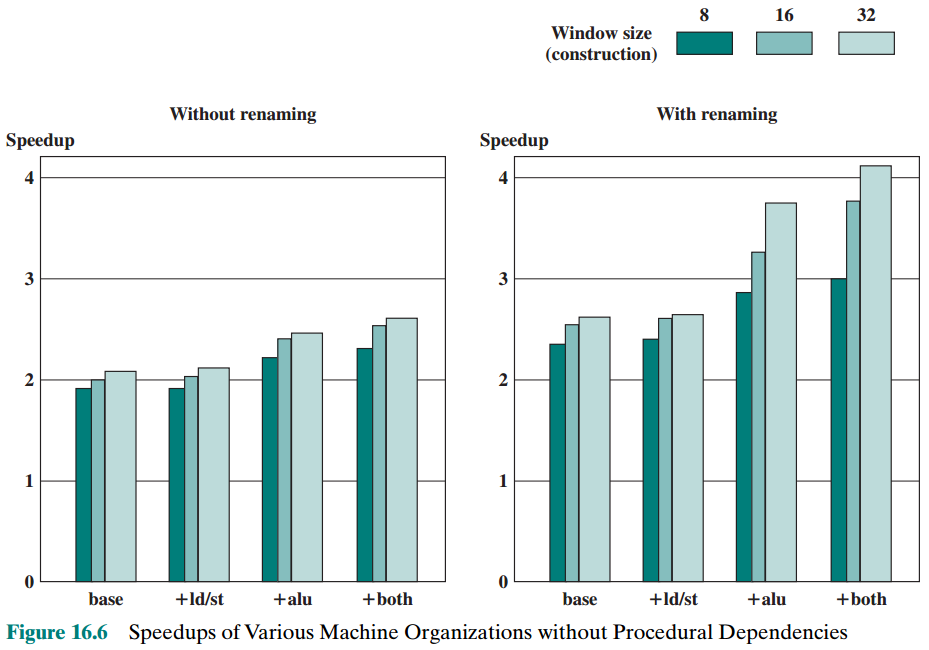 8 16 32
Window size
(construction)
Without renaming
Speedup
4
3
2
1
0
base +ld/st +alu +both
With renaming
Speedup
4
3
2
1
0
base +ld/st +alu +both
Figure 16.6 Speedups of Various Machine Organizations without Procedural Dependencies